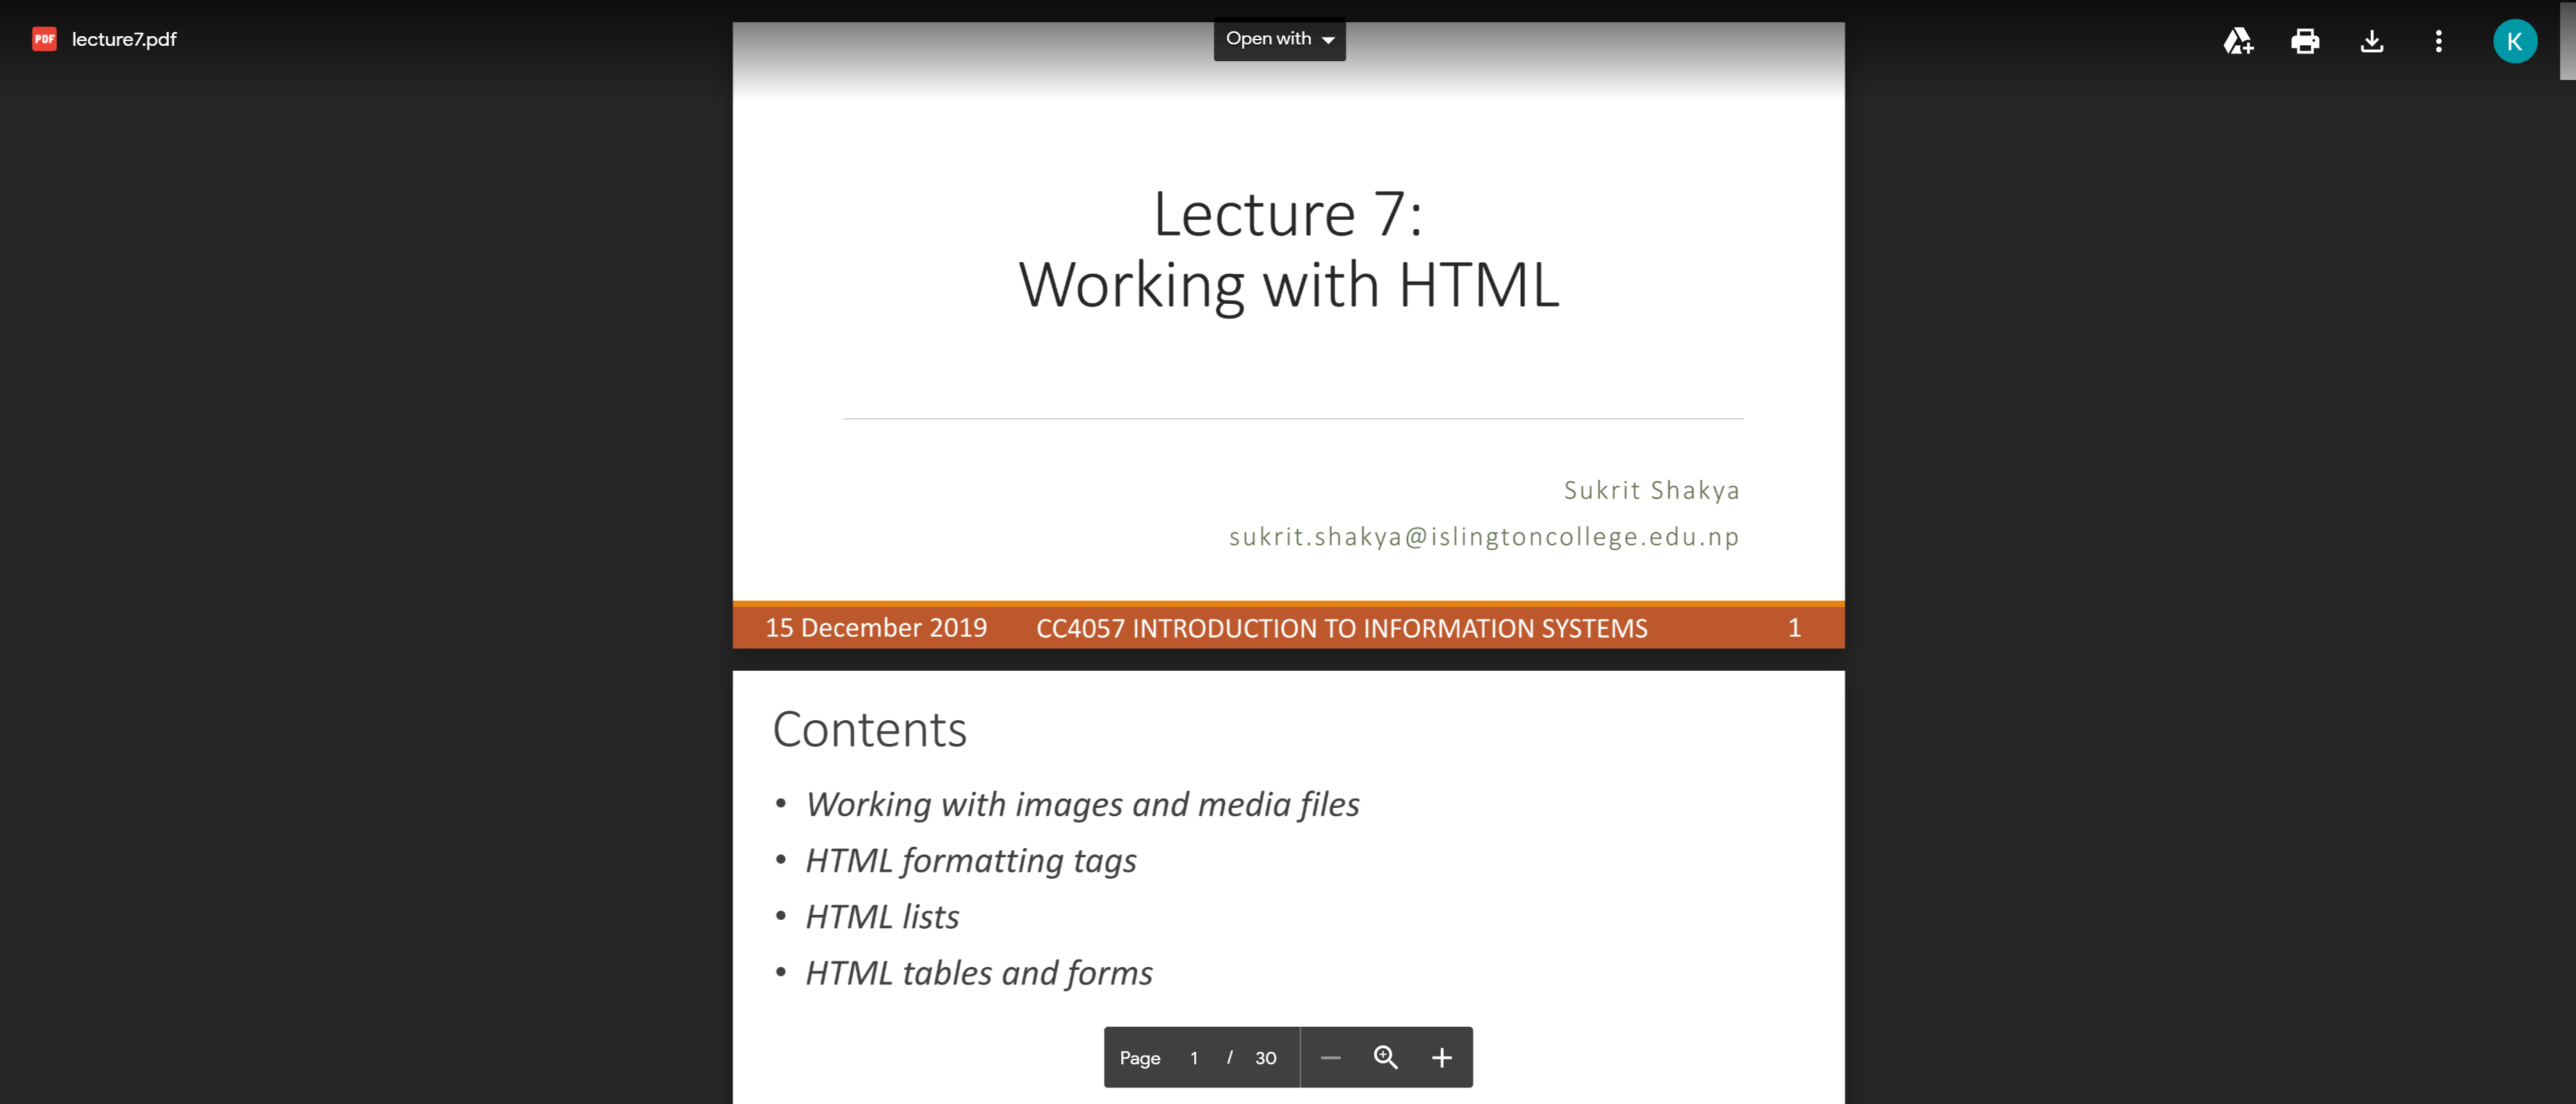 PDF lecture7.pdf
Open with
K
Lecture 7:
Working with HTML
Sukrit Shakya
sukrit.shakya@islingtoncollege.edu.np
15 December 2019 CC4057 INTRODUCTION TO INFORMATION SYSTEMS 1
Contents
• Working with images and media files
• HTML formatting tags
• HTML lists
• HTML tables and forms
Page 1 / 30